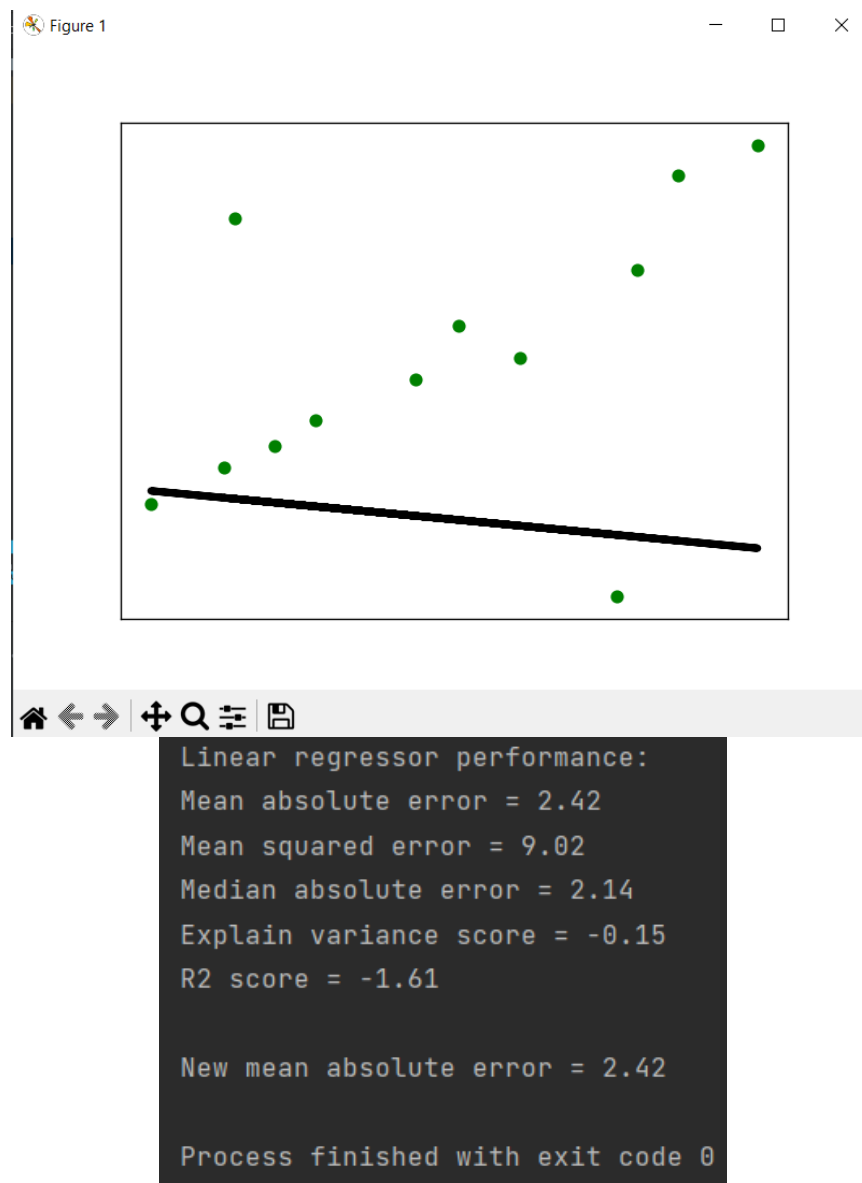 Figure 1
Linear regressor performance:
Mean absolute error = 2.42
Mean squared error = 9.02
Median absolute error = 2.14
Explain variance score = -0.15
R2 score = -1.61
New mean absolute error = 2.42
Process finished with exit code 0